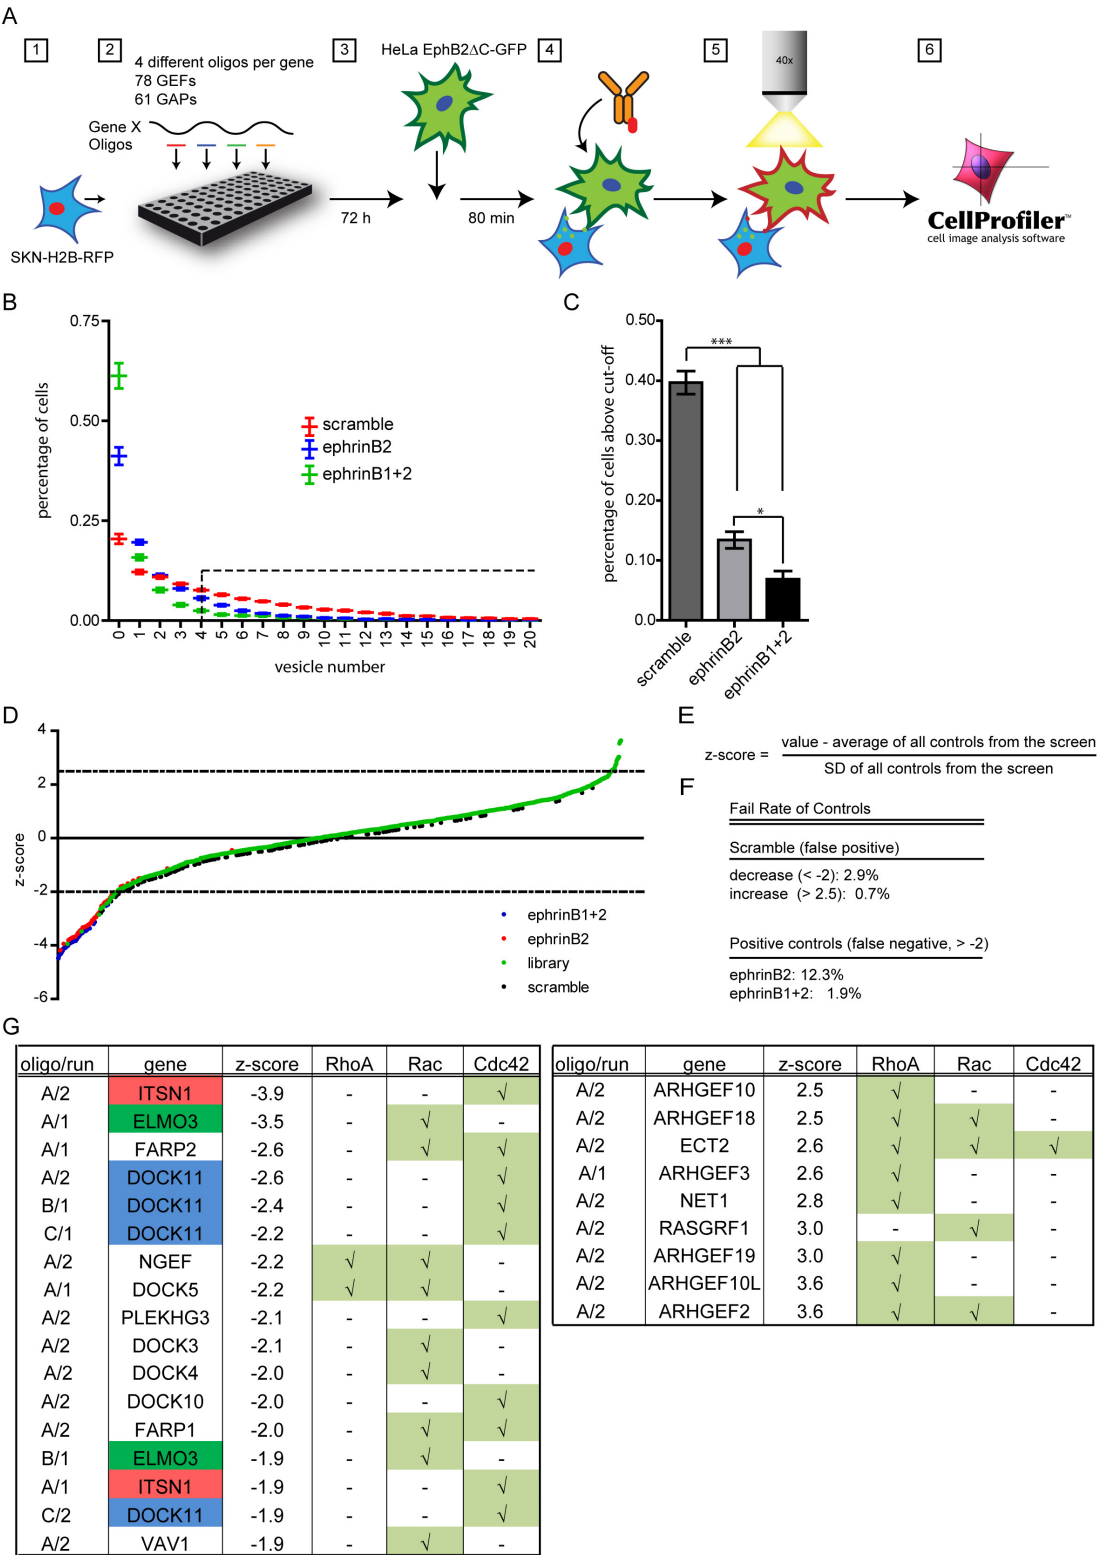 A
1
2
3
4
5
6
4 different oligos per gene
78 GEFs
61 GAPs
Gene X
Oligos
SKN-H2B-RFP
72 h
HeLa EphB2ΔC-GFP
80 min
40x
CellProfiler™
cell image analysis software
B
percentage of cells
0.75
0.50
0.25
0.00
scramble
ephrinB2
ephrinB1+2
0 1 2 3 4 5 6 7 8 9 10 11 12 13 14 15 16 17 18 19 20
vesicle number
C
percentage of cells above cut-off
0.50
0.40
0.30
0.20
0.10
0.0
***
*
scramble
ephrinB2
ephrinB1+2
D
z-score
4
2
0
-2
-4
-6
ephrinB1+2
ephrinB2
library
scramble
E
z-score = value - average of all controls from the screen
SD of all controls from the screen
F
Fail Rate of Controls
Scramble (false positive)
decrease (< -2): 2.9%
increase (> 2.5): 0.7%
Positive controls (false negative, > -2)
ephrinB2: 12.3%
ephrinB1+2: 1.9%
G
oligo/run gene z-score RhoA Rac Cdc42
A/2 ITSN1 -3.9 - - √
A/1 ELMO3 -3.5 - √ -
A/1 FARP2 -2.6 - √ √
A/2 DOCK11 -2.6 - - √
B/1 DOCK11 -2.4 - - √
C/1 DOCK11 -2.2 - - √
A/2 NGEF -2.2 √ √ -
A/1 DOCK5 -2.2 √ √ -
A/2 PLEKHG3 -2.1 - - √
A/2 DOCK3 -2.1 - √ -
A/2 DOCK4 -2.0 - √ -
A/2 DOCK10 -2.0 - - √
A/2 FARP1 -2.0 - √ √
B/1 ELMO3 -1.9 - √ -
A/1 ITSN1 -1.9 - - √
C/2 DOCK11 -1.9 - - √
A/2 VAV1 -1.9 - √ -
oligo/run gene z-score RhoA Rac Cdc42
A/2 ARHGEF10 2.5 √ - -
A/2 ARHGEF18 2.5 √ √ -
A/2 ECT2 2.6 √ √ √
A/1 ARHGEF3 2.6 √ - -
A/2 NET1 2.8 √ - -
A/2 RASGRF1 3.0 - √ -
A/2 ARHGEF19 3.0 √ - -
A/2 ARHGEF10L 3.6 √ - -
A/2 ARHGEF2 3.6 √ √ -